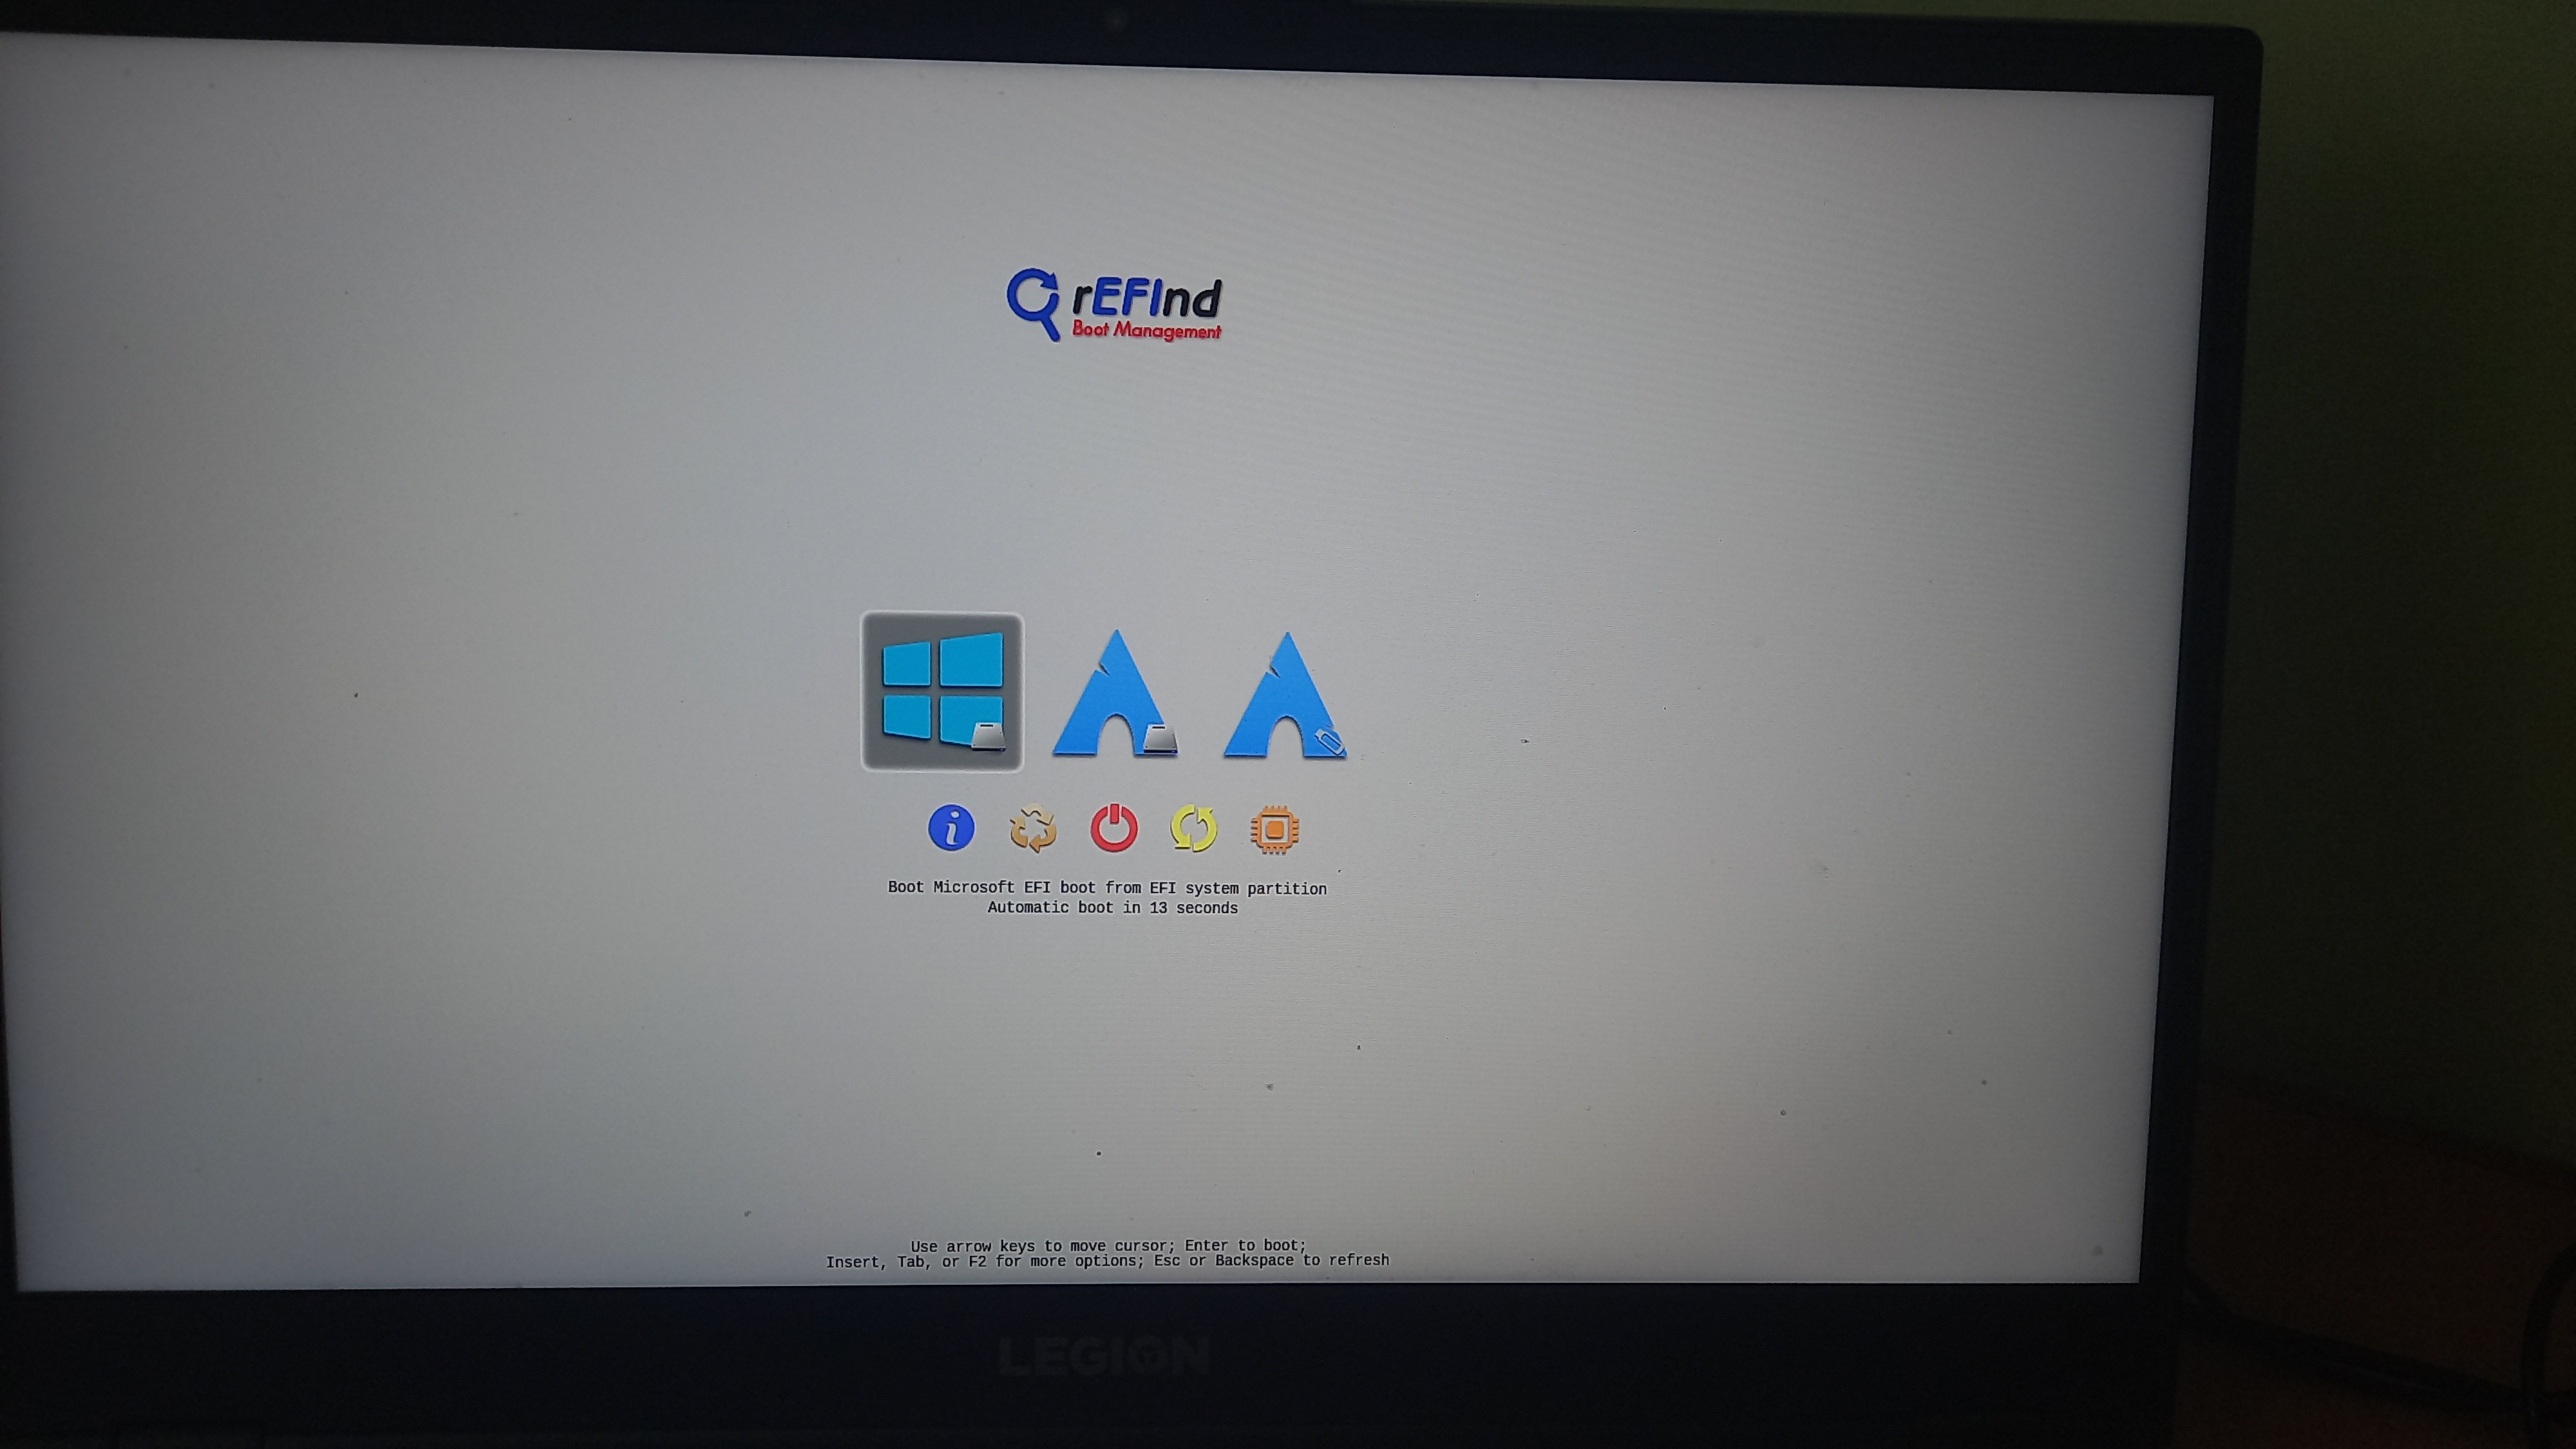 rEFInd
Boot Management
Boot Microsoft EFI boot from EFI system partition
Automatic boot in 13 seconds
Use arrow keys to move cursor; Enter to boot;
Insert, Tab, or F2 for more options; Esc or Backspace to refresh
LEGION